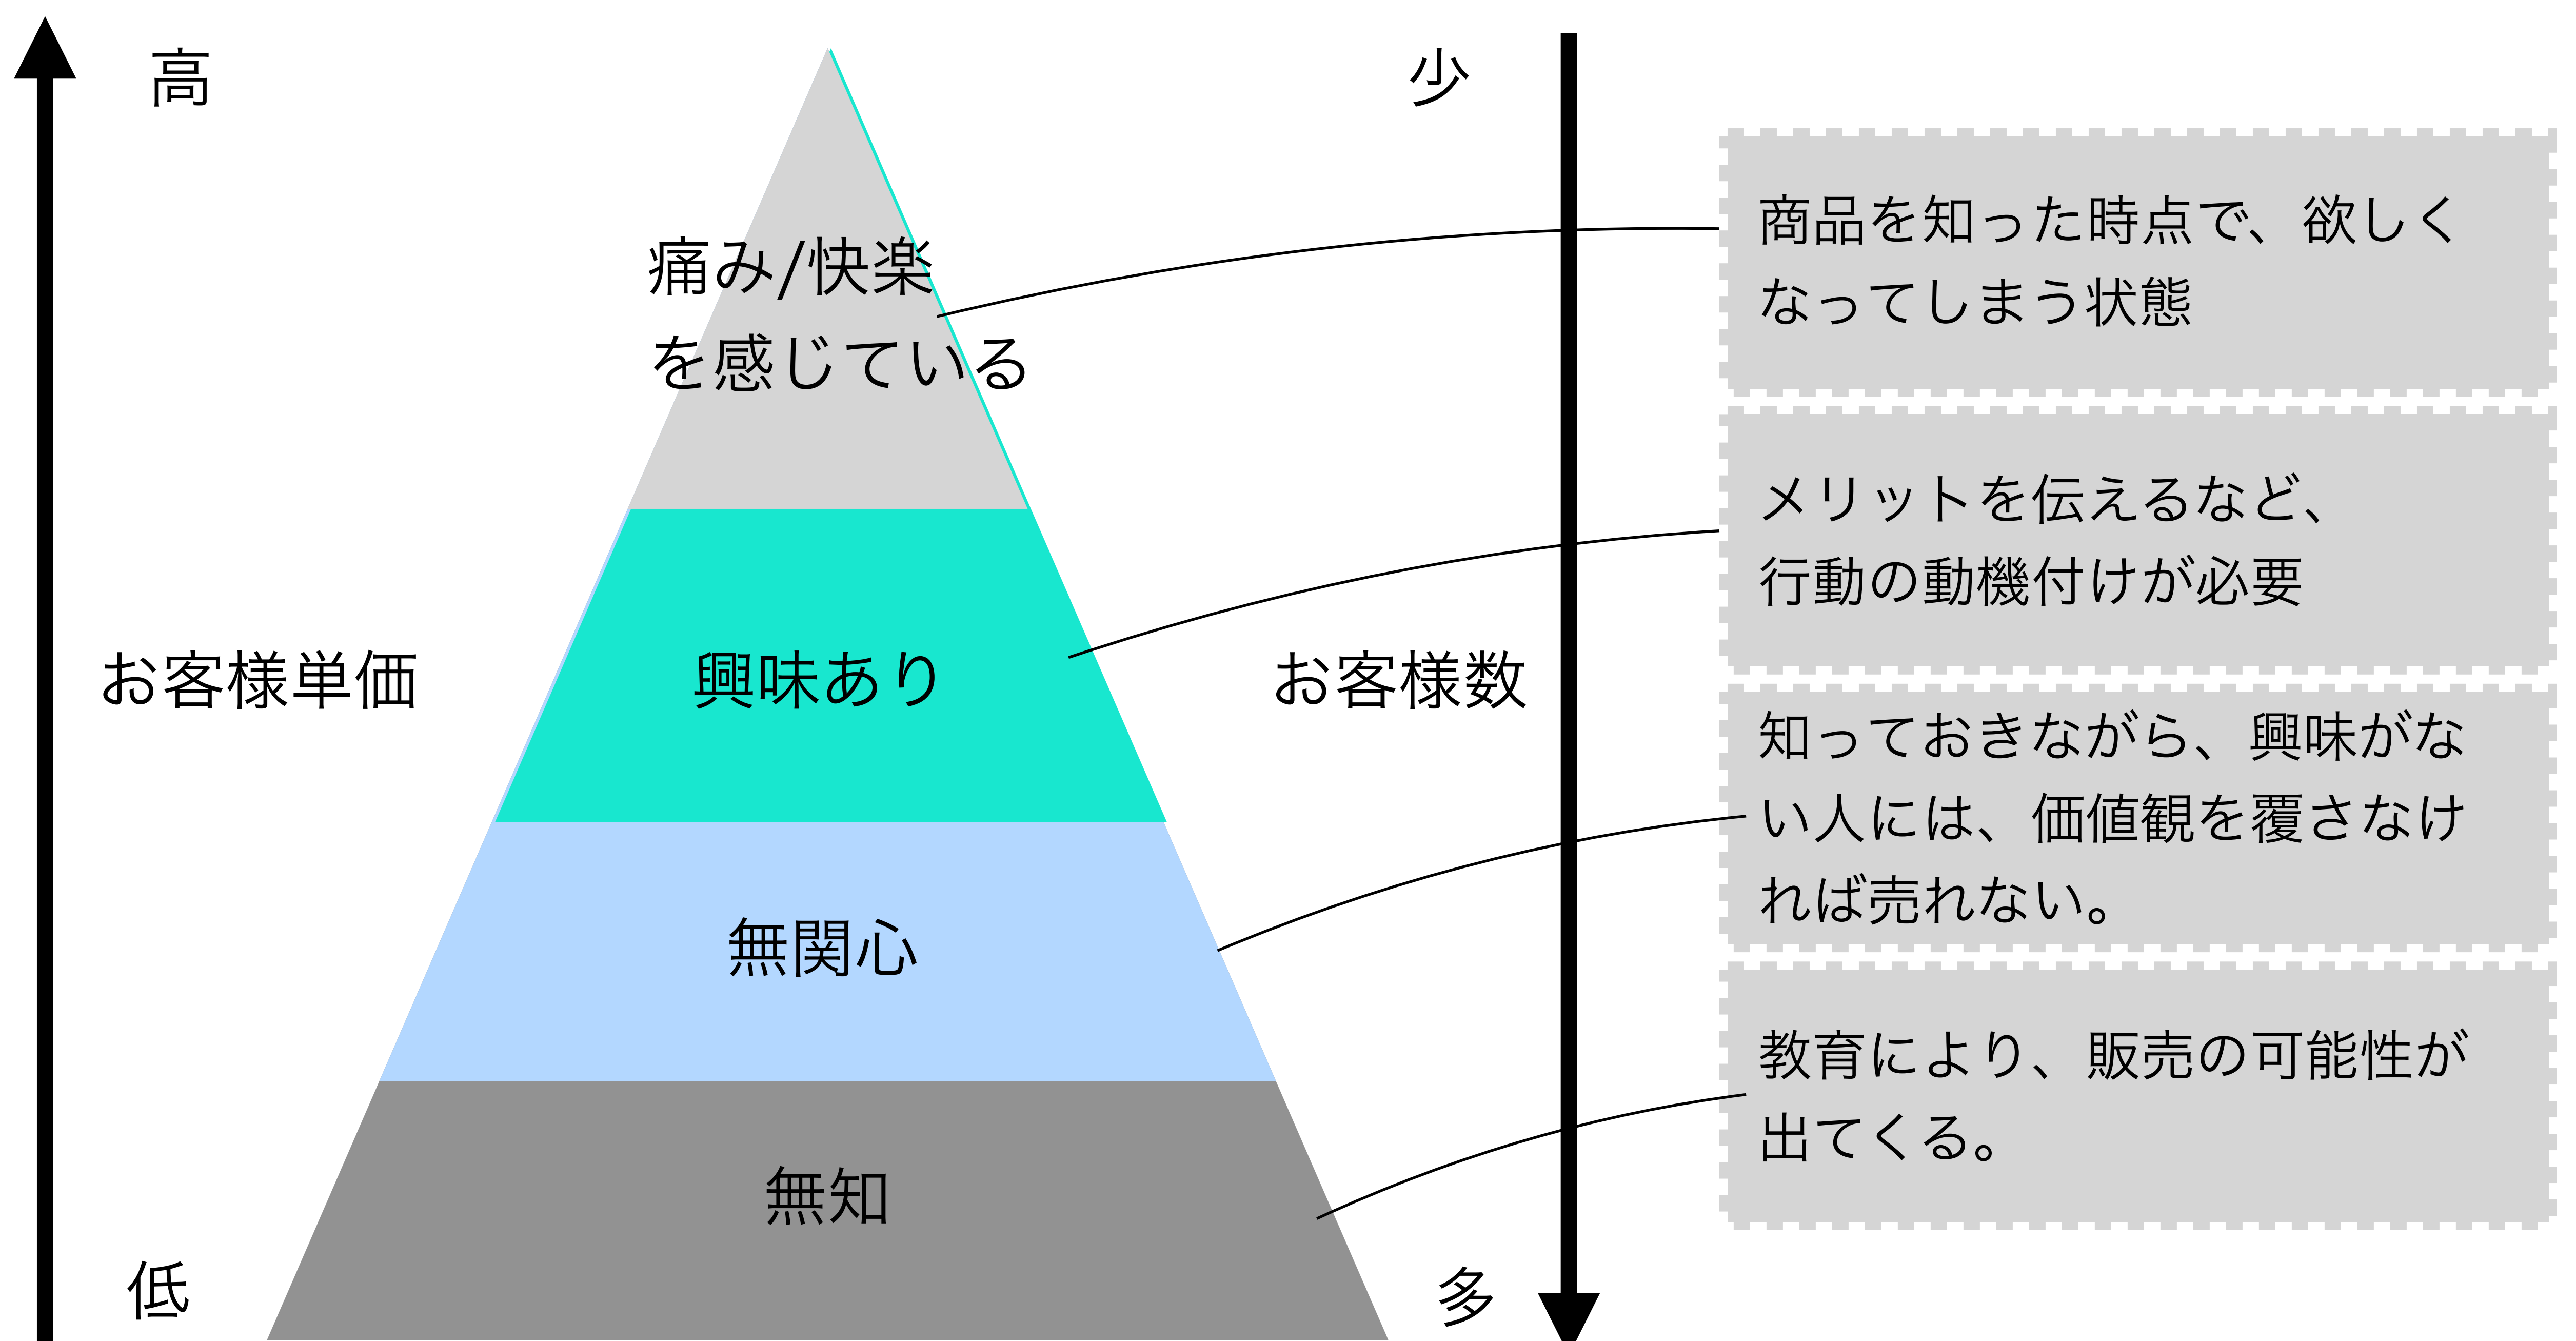 高
少
商品を知った時点で、欲しく
なってしまう状態
痛み/快楽
を感じている
メリットを伝えるなど、
行動の動機付けが必要
お客様単価
興味あり
お客様数
知っておきながら、興味がな
い人には、価値観を覆さなけ
れば売れない。
無関心
教育により、販売の可能性が
出てくる。
無知
低
多